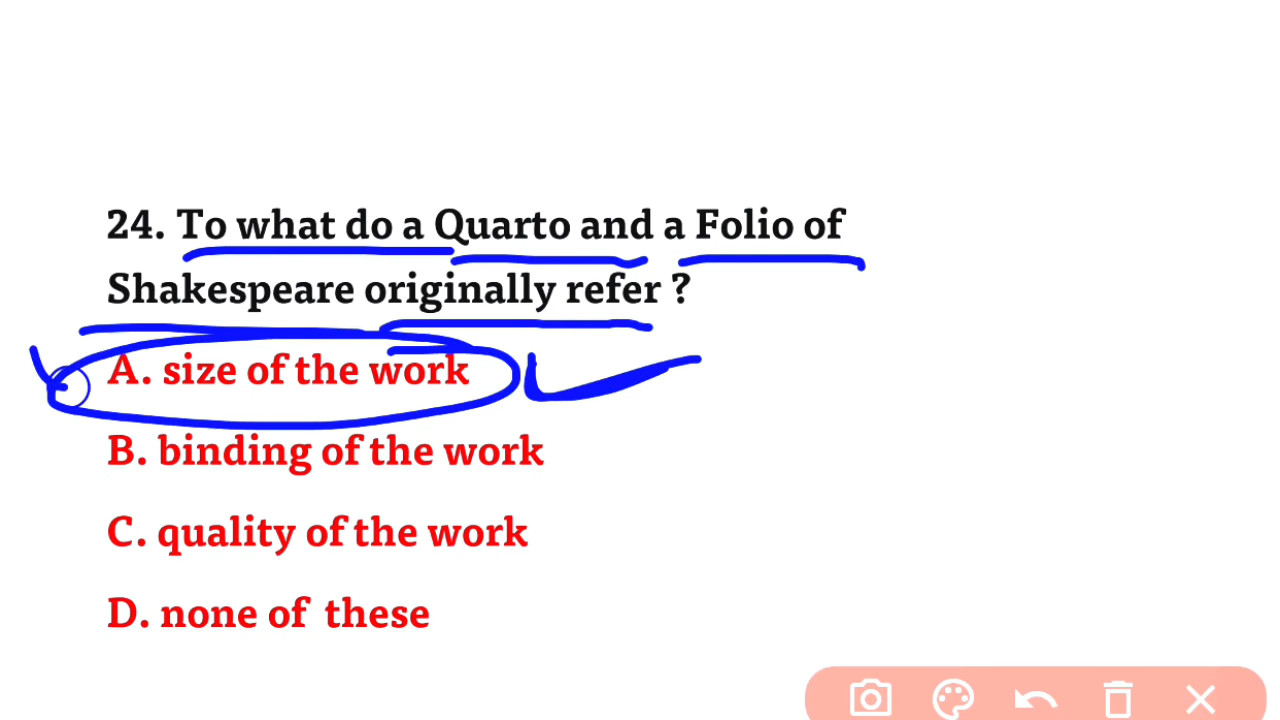 24. To what do a Quarto and a Folio of
Shakespeare originally refer ?
A. size of the work
B. binding of the work
C. quality of the work
D. none of these